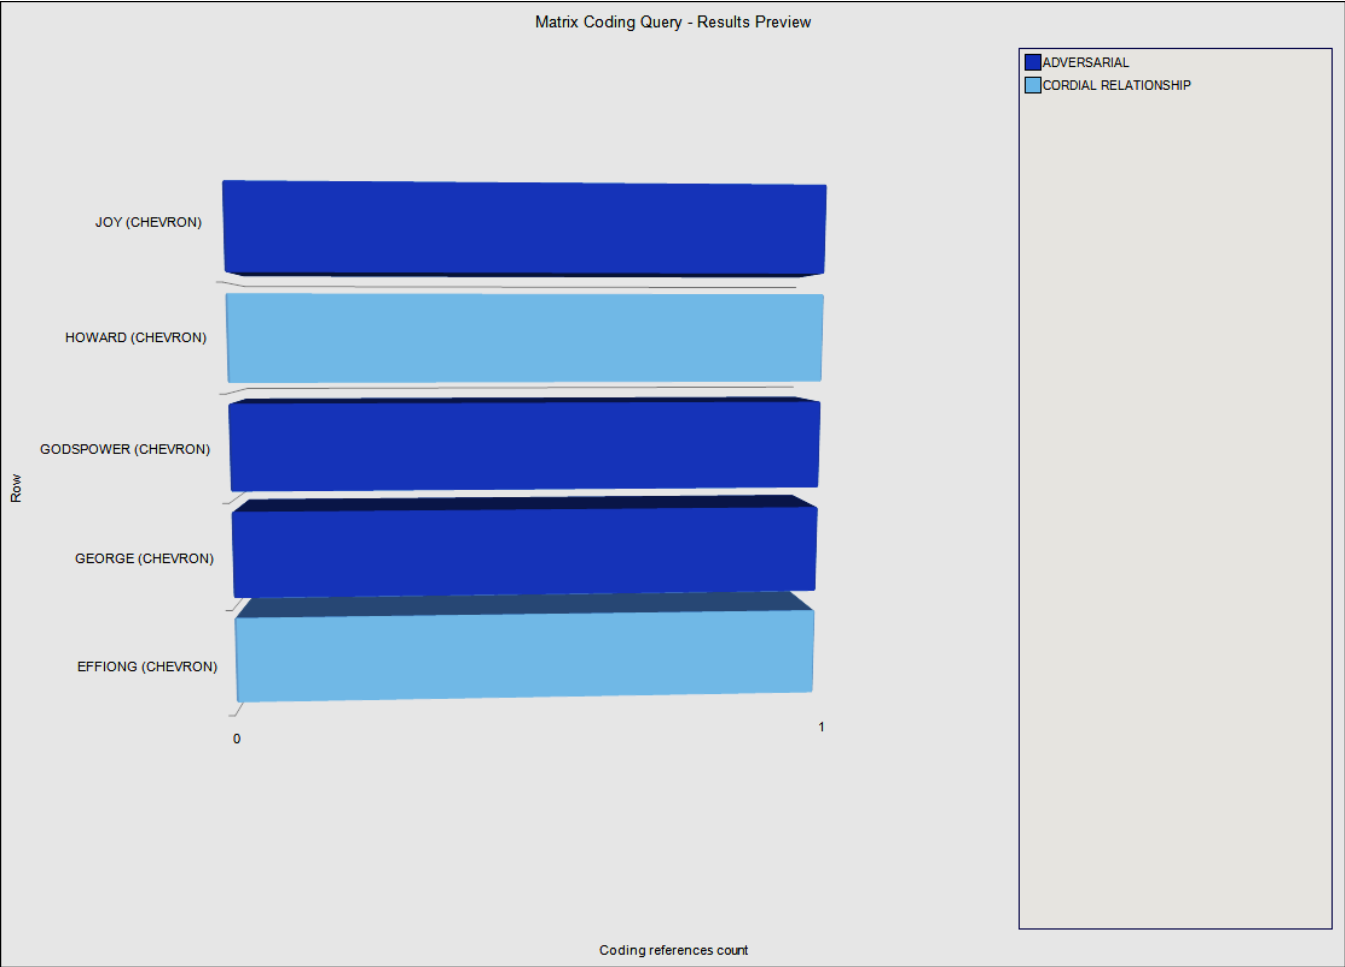 Matrix Coding Query - Results Preview
ADVERSARIAL
CORDIAL RELATIONSHIP
JOY (CHEVRON)
HOWARD (CHEVRON)
GODSPOWER (CHEVRON)
GEORGE (CHEVRON)
EFFIONG (CHEVRON)
Row
0
1
Coding references count